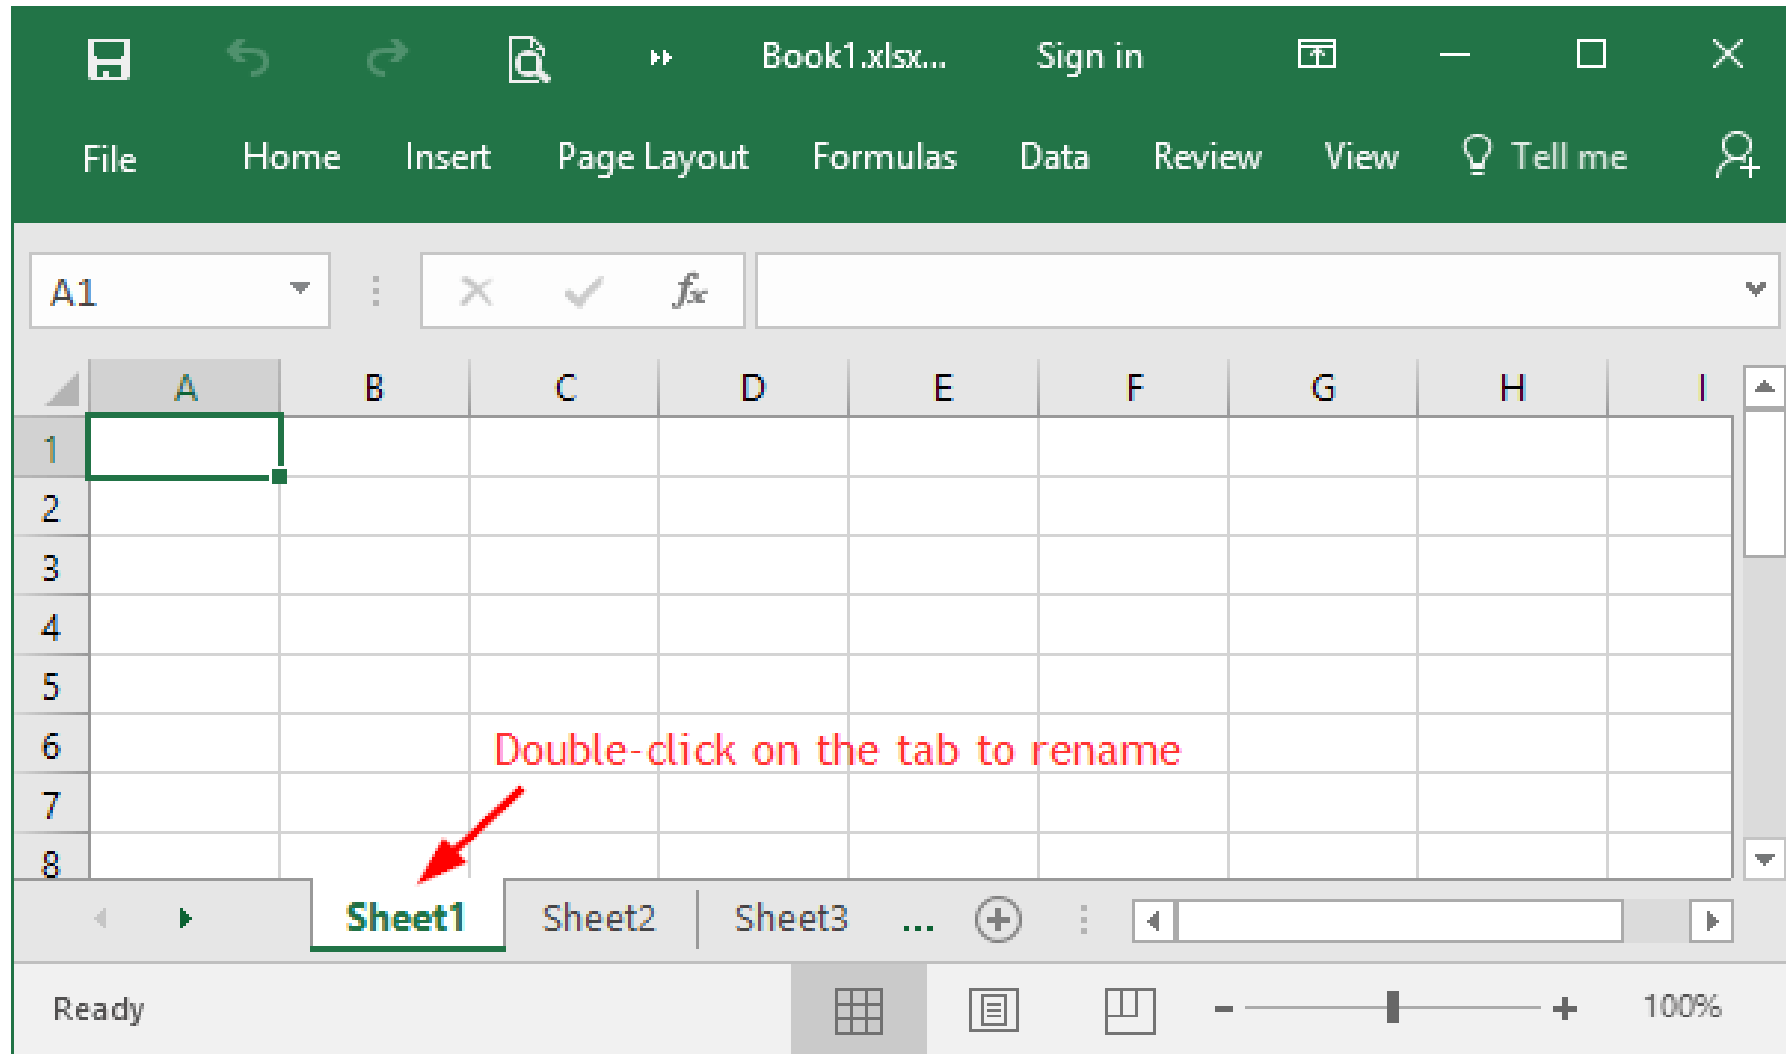 Book1.xlsx... Sign in
File Home Insert Page Layout Formulas Data Review View Tell me
A1 fx
A B C D E F G H I
1
2
3
4
5
6 Double-click on the tab to rename
7
8
Sheet1 Sheet2 Sheet3 ...
Ready 100%